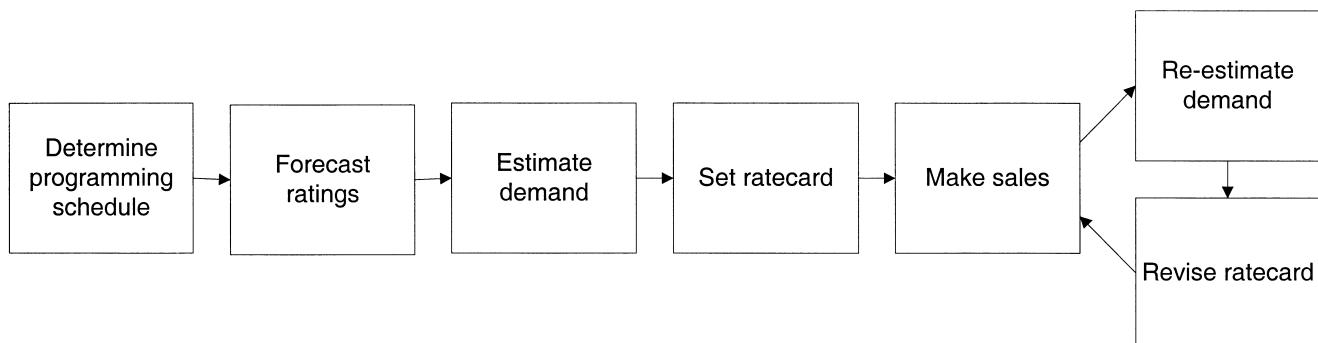 Determine
programming
schedule
Forecast
ratings
Estimate
demand
Set ratecard
Make sales
Re-estimate
demand
Revise ratecard